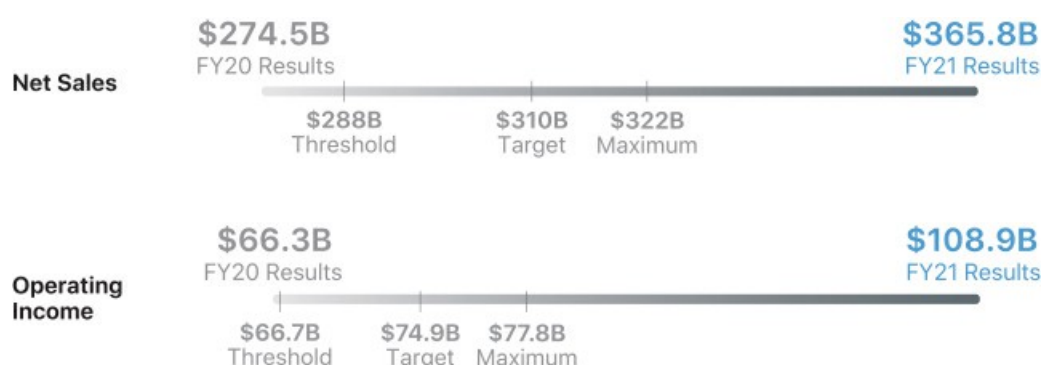 $274.5B $365.8B
FY20 Results FY21 Results
Net Sales
$288B $310B $322B
Threshold Target Maximum
$66.3B $108.9B
FY20 Results FY21 Results
Operating
Income
$66.7B $74.9B $77.8B
Threshold Target Maximum